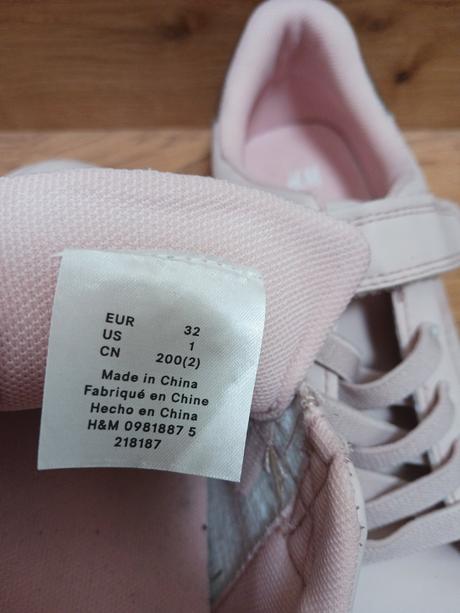 EUR 32
US 1
CN 200(2)
Made in China
Fabriqué en Chine
Hecho en China
H&M 0981887 5
218187
H&M